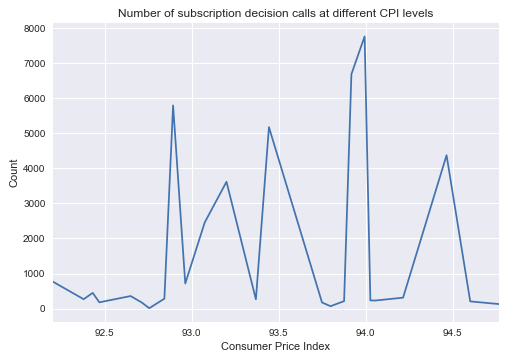 Number of subscription decision calls at different CPI levels
8000
7000
6000
5000
4000
3000
2000
1000
0
Count
92.5 93.0 93.5 94.0 94.5
Consumer Price Index